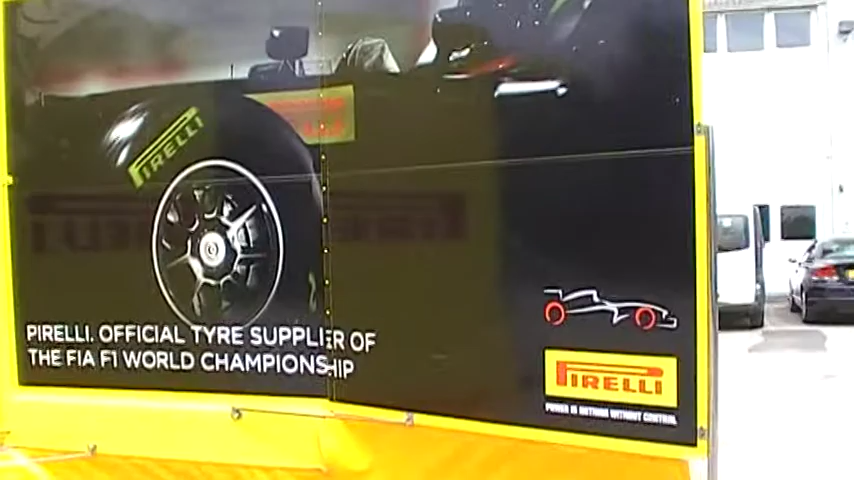 PIRELLI
PIRELLI. OFFICIAL TYRE SUPPLIER OF
THE FIA F1 WORLD CHAMPIONSHIP
PIRELLI
POWER IS NOTHING WITHOUT CONTROL